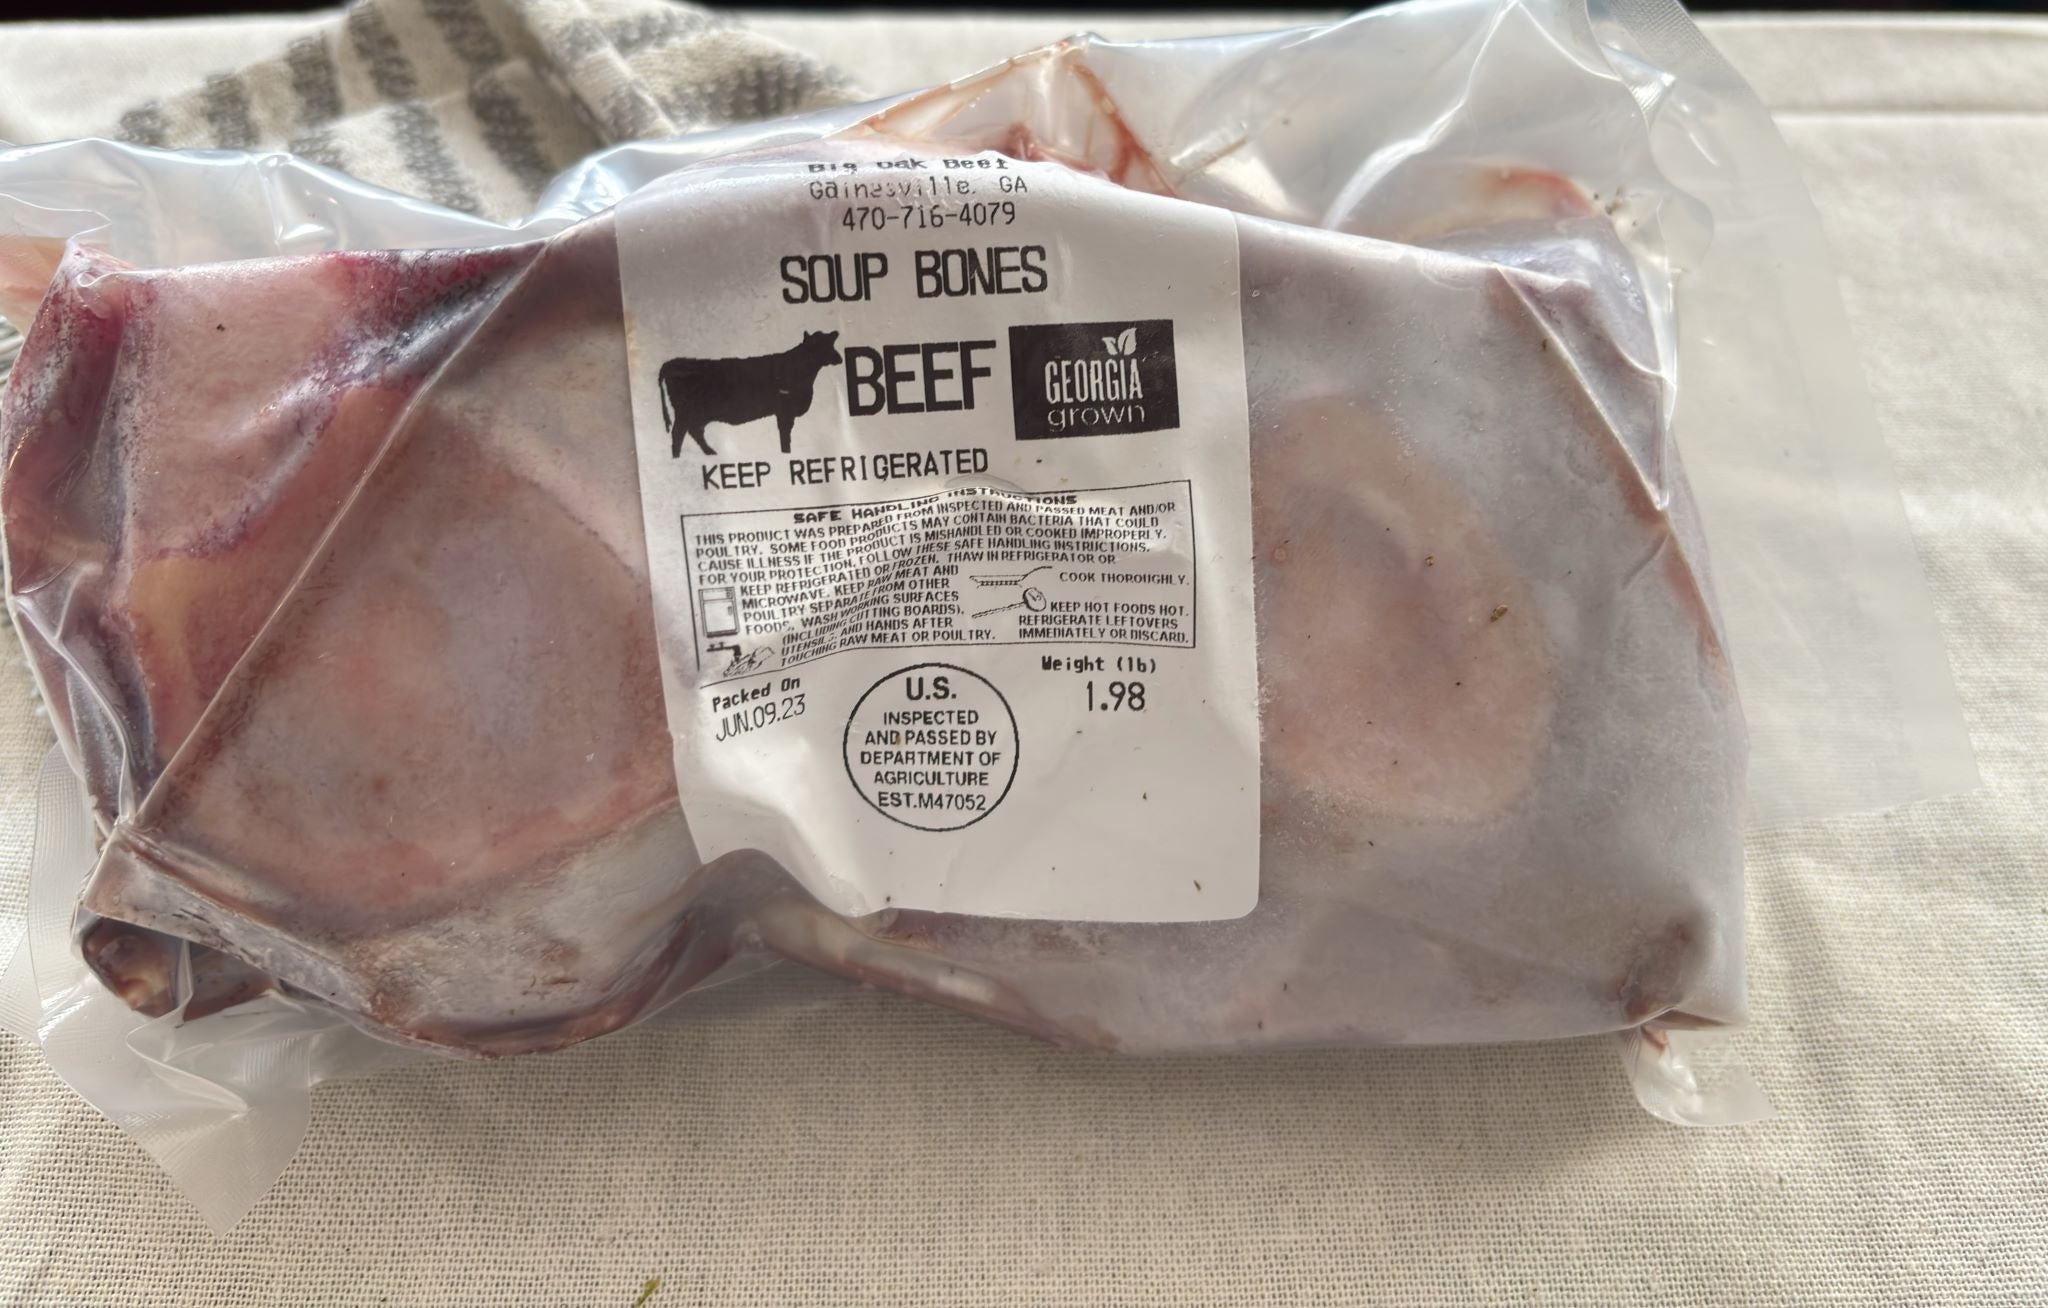 Big Oak Beef
Gainesville, GA
470-716-4079
SOUP BONES
BEEF
GEORGIA
grown
KEEP REFRIGERATED
SAFE HANDLING INSTRUCTIONS
THIS PRODUCT WAS PREPARED FROM INSPECTED AND PASSED MEAT AND/OR
POULTRY. SOME FOOD PRODUCTS MAY CONTAIN BACTERIA THAT COULD
CAUSE ILLNESS IF THE PRODUCT IS MISHANDLED OR COOKED IMPROPERLY.
FOR YOUR PROTECTION, FOLLOW THESE SAFE HANDLING INSTRUCTIONS.
KEEP REFRIGERATED OR FROZEN. THAW IN REFRIGERATOR OR
MICROWAVE. KEEP RAW MEAT AND
POULTRY SEPARATE FROM OTHER
FOODS. WASH WORKING SURFACES
(INCLUDING CUTTING BOARDS),
UTENSILS, AND HANDS AFTER
TOUCHING RAW MEAT OR POULTRY.
COOK THOROUGHLY.
KEEP HOT FOODS HOT.
REFRIGERATE LEFTOVERS
IMMEDIATELY OR DISCARD.
Packed On
JUN.09.23
U.S.
INSPECTED
AND PASSED BY
DEPARTMENT OF
AGRICULTURE
EST.M47052
Weight (lb)
1.98